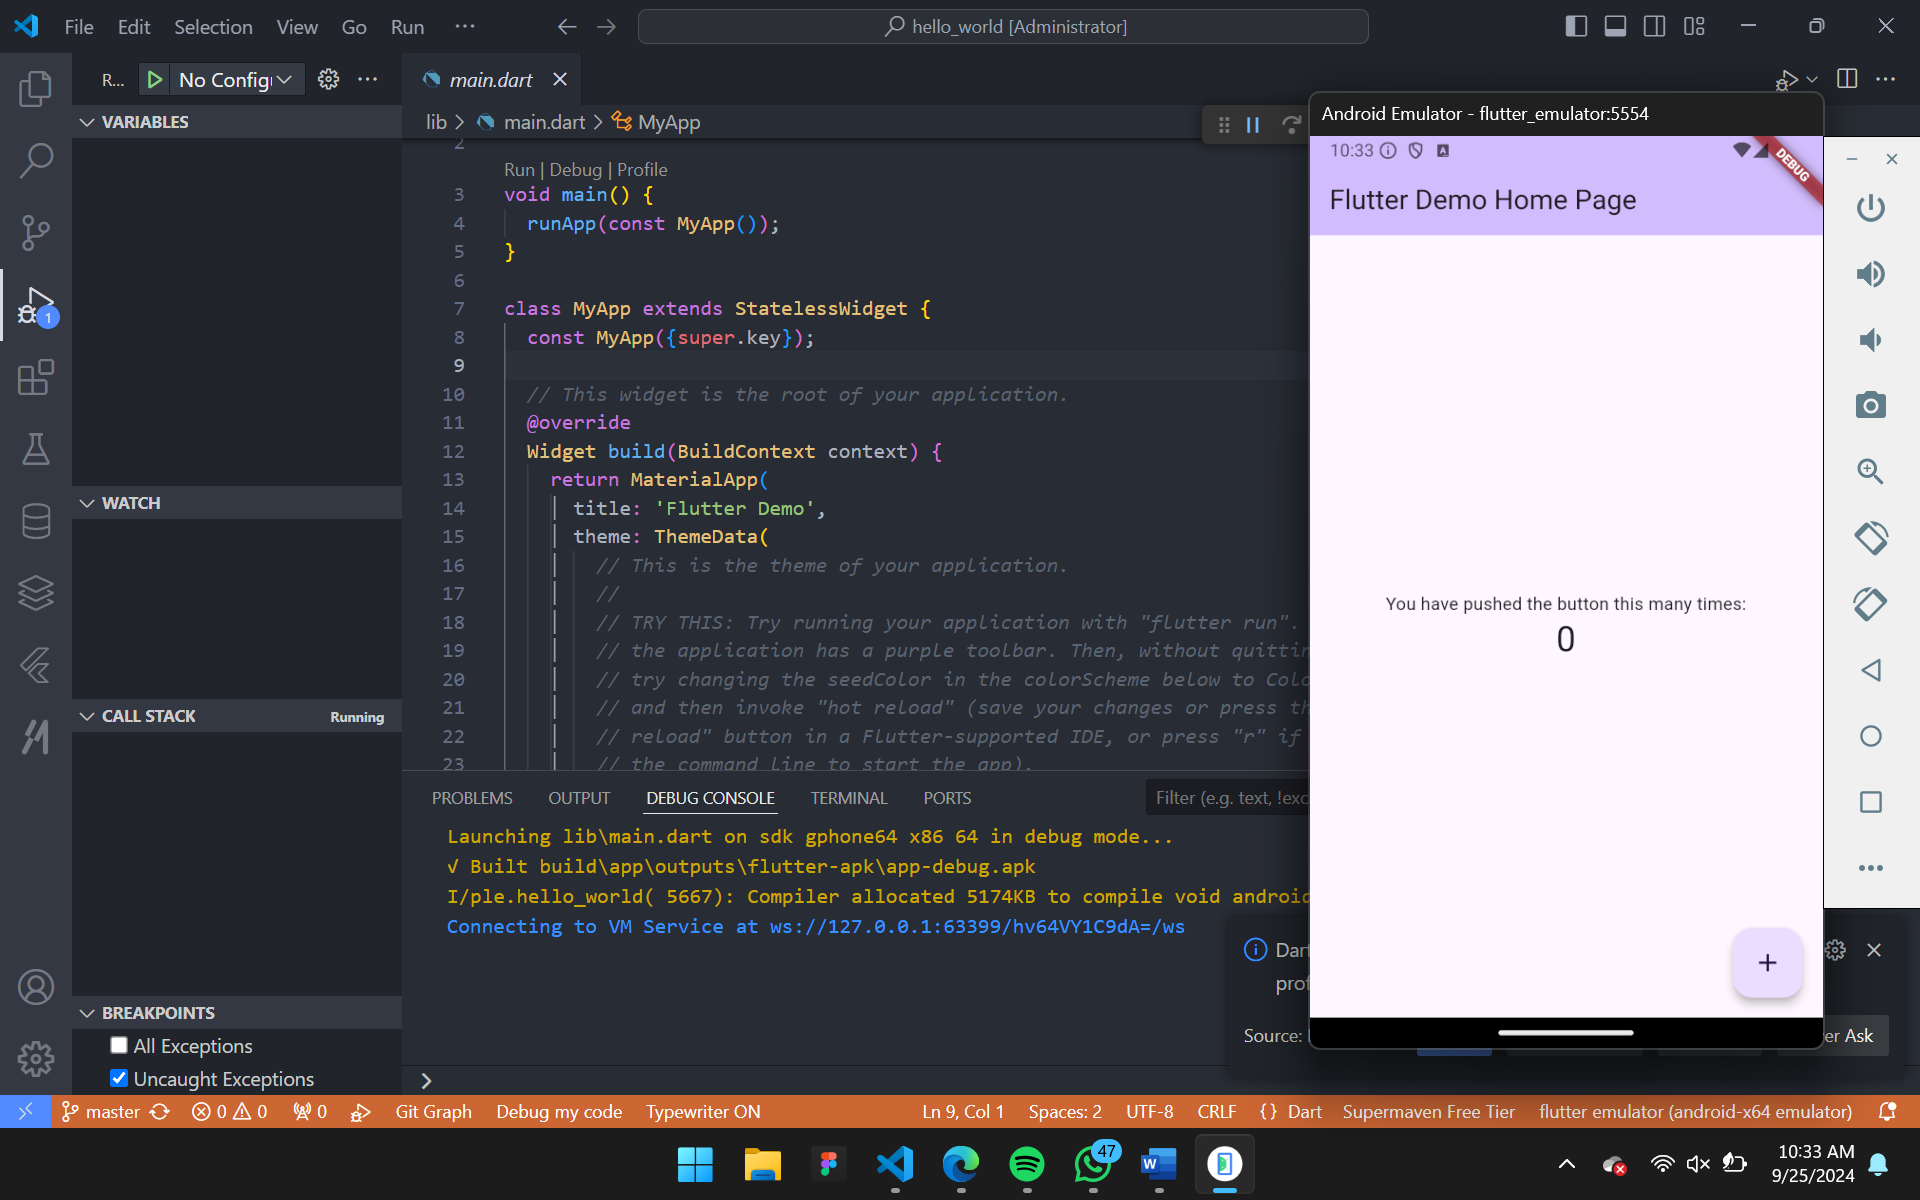 File Edit Selection View Go Run ···
hello_world [Administrator]
R... No Config ···
main.dart
VARIABLES
lib > main.dart > MyApp
2
Run | Debug | Profile
3 void main() {
4 runApp(const MyApp());
5 }
6
7 class MyApp extends StatelessWidget {
8 const MyApp({super.key});
9
10 // This widget is the root of your application.
11 @override
12 Widget build(BuildContext context) {
13 return MaterialApp(
14 title: 'Flutter Demo',
15 theme: ThemeData(
16 // This is the theme of your application.
17 //
18 // TRY THIS: Try running your application with "flutter run".
19 // the application has a purple toolbar. Then, without quittin
20 // try changing the seedColor in the colorScheme below to Colo
21 // and then invoke "hot reload" (save your changes or press th
22 // reload" button in a Flutter-supported IDE, or press "r" if
23 // the command line to start the app).
1
WATCH
CALL STACK Running
BREAKPOINTS
All Exceptions
Uncaught Exceptions
PROBLEMS OUTPUT DEBUG CONSOLE TERMINAL PORTS
Filter (e.g. text, !exc
Launching lib\main.dart on sdk gphone64 x86 64 in debug mode...
√ Built build\app\outputs\flutter-apk\app-debug.apk
I/ple.hello_world( 5667): Compiler allocated 5174KB to compile void android
Connecting to VM Service at ws://127.0.0.1:63399/hv64VY1C9dA=/ws
>
Android Emulator - flutter_emulator:5554
10:33
DEBUG
Flutter Demo Home Page
You have pushed the button this many times:
0
+
Dart
prof
Source:
er Ask
master 0 0 0 Git Graph Debug my code Typewriter ON
Ln 9, Col 1 Spaces: 2 UTF-8 CRLF {} Dart Supermaven Free Tier flutter emulator (android-x64 emulator)
47
10:33 AM
9/25/2024